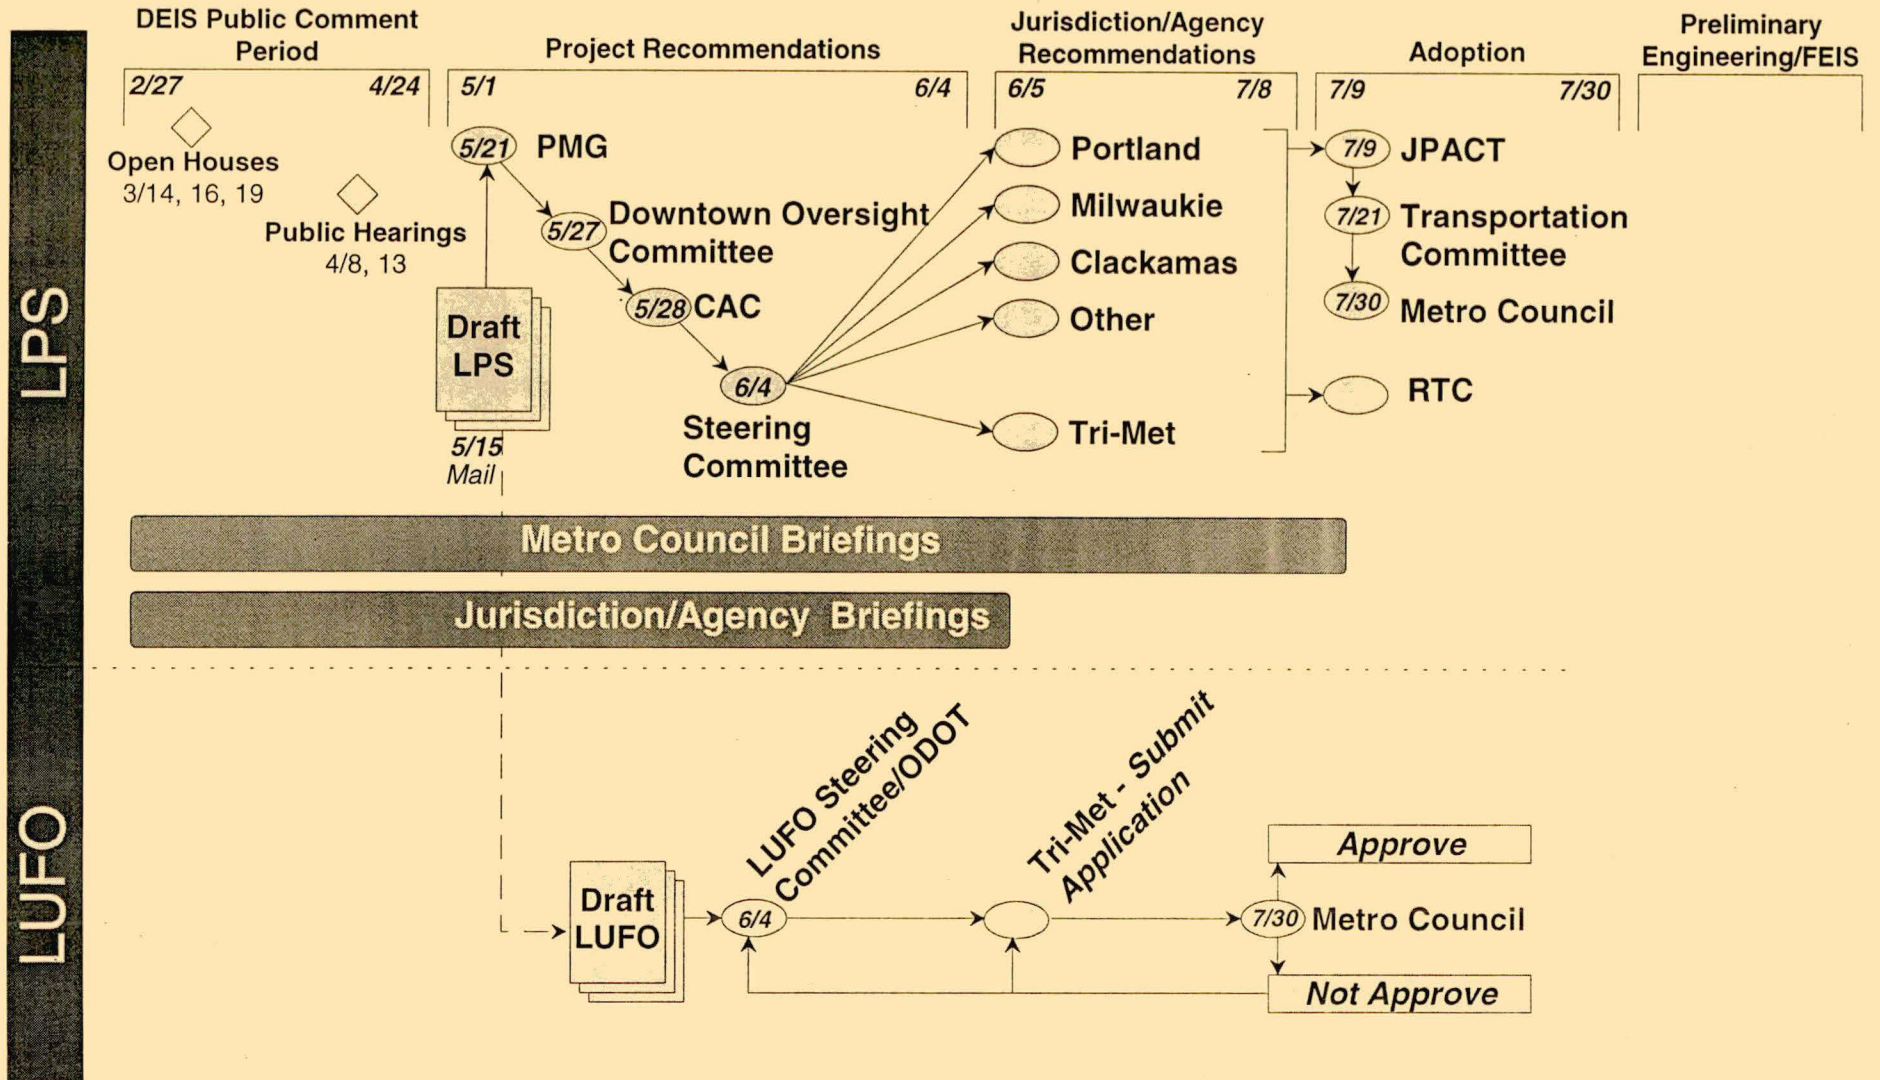 DEIS Public Comment
Period
Project Recommendations
Jurisdiction/Agency
Recommendations
Adoption
Preliminary
Engineering/FEIS
2/27
4/24
5/1
6/4
6/5
7/8
7/9
7/30
LPS
Open Houses
3/14, 16, 19
Public Hearings
4/8, 13
Draft
LPS
5/15
Mail
5/21
PMG
5/27
Downtown Oversight
Committee
5/28
CAC
6/4
Steering
Committee
Portland
Milwaukie
Clackamas
Other
Tri-Met
7/9
JPACT
7/21
Transportation
Committee
7/30
Metro Council
RTC
Metro Council Briefings
Jurisdiction/Agency Briefings
LUFO
Draft
LUFO
6/4
LUFO Steering
Committee/ODOT
Tri-Met - Submit
Application
7/30
Metro Council
Approve
Not Approve